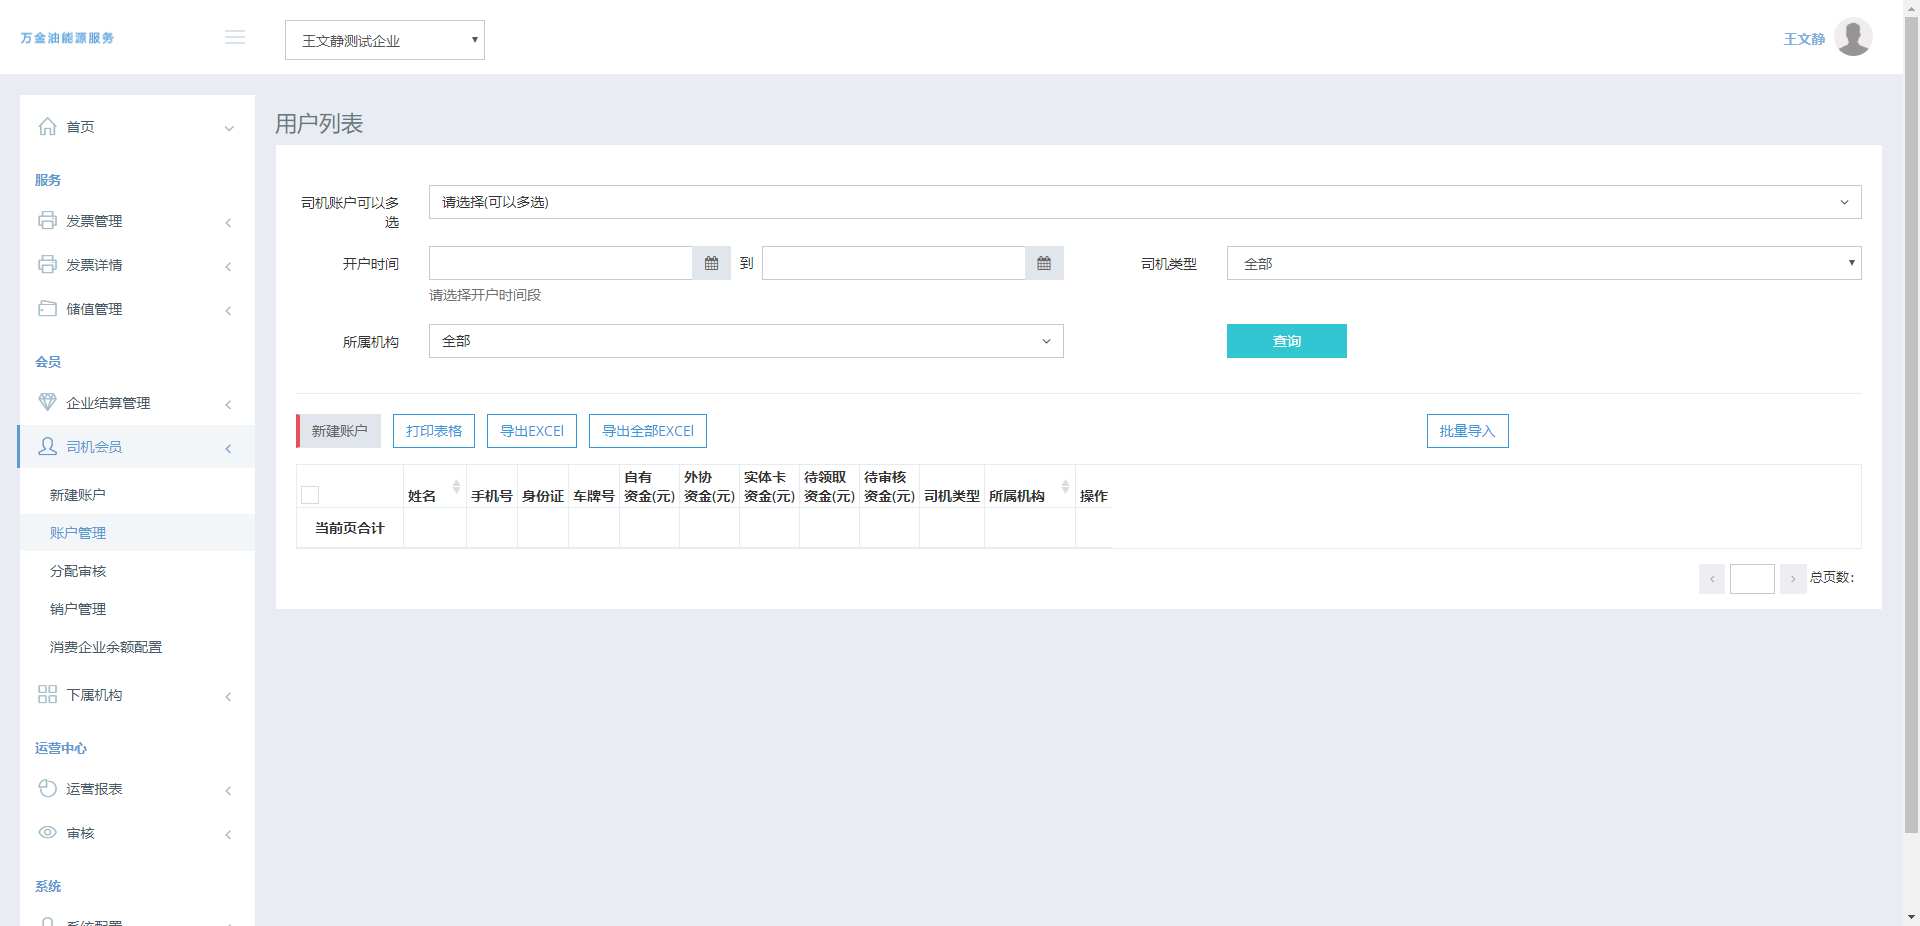 万金油能源服务
王文静测试企业
王文静
首页
服务
发票管理
发票详情
储值管理
会员
企业结算管理
司机会员
新建账户
账户管理
分配审核
销户管理
消费企业余额配置
下属机构
运营中心
运营报表
审核
系统
系统配置
用户列表
司机账户可以多
选
请选择(可以多选)
开户时间
到
司机类型
全部
请选择开户时间段
所属机构
全部
查询
新建账户
打印表格
导出EXCEl
导出全部EXCEl
批量导入
姓名
手机号
身份证
车牌号
自有
资金(元)
外协
资金(元)
实体卡
资金(元)
待领取
资金(元)
待审核
资金(元)
司机类型
所属机构
操作
当前页合计
总页数：